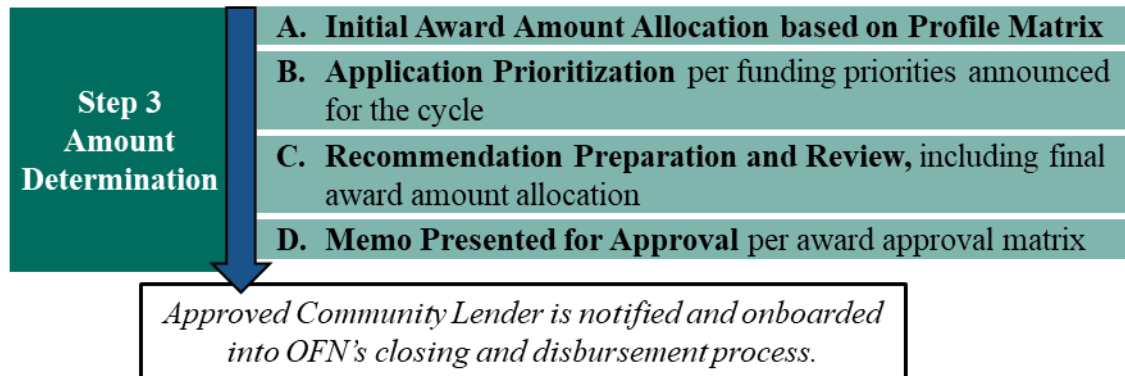 Step 3
Amount
Determination
A. Initial Award Amount Allocation based on Profile Matrix
B. Application Prioritization per funding priorities announced
for the cycle
C. Recommendation Preparation and Review, including final
award amount allocation
D. Memo Presented for Approval per award approval matrix
Approved Community Lender is notified and onboarded
into OFN's closing and disbursement process.